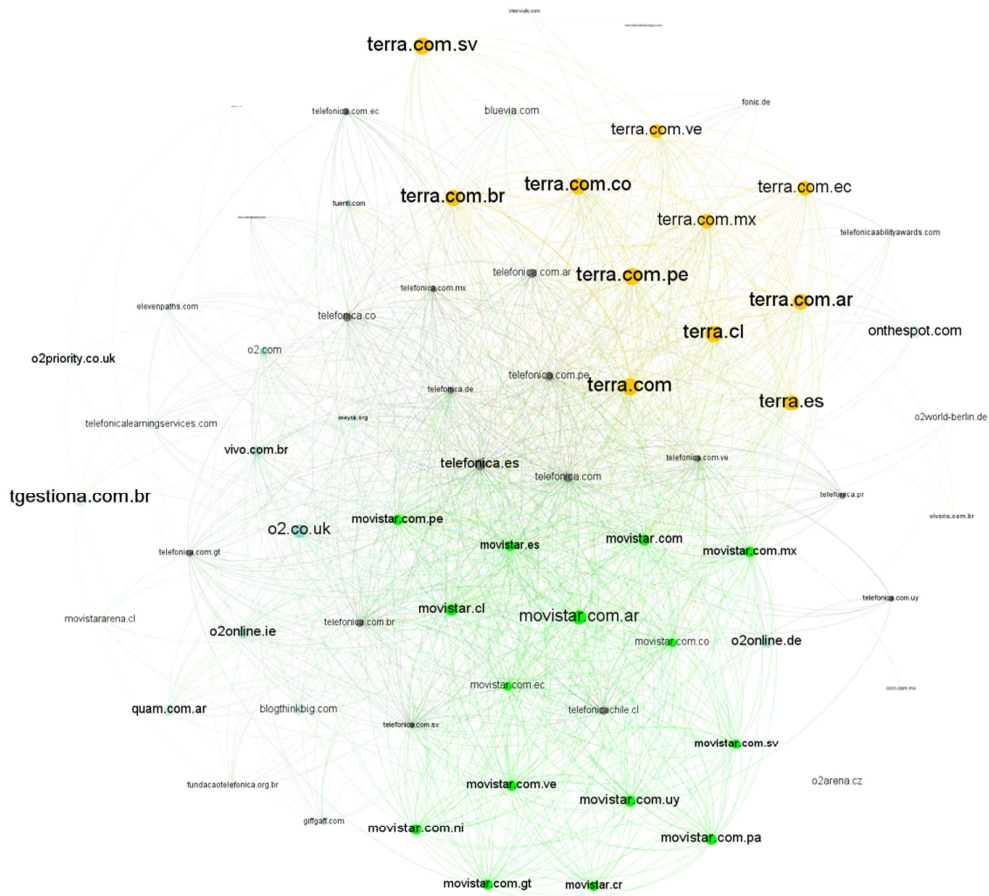 terra.com.sv
telefonica.com.ec
bluevia.com
fonic.de
terra.com.ve
terra.com.br
terra.com.co
terra.com.ec
tuenti.com
terra.com.mx
telefonicaabilityawards.com
telefonica.com.ar
terra.com.pe
telefonica.com.mx
elevenpaths.com
telefonica.co
terra.com.ar
terra.cl
onthespot.com
o2priority.co.uk
o2.com
telefonica.com.pe
telefonica.de
terra.com
terra.es
telefonicalearningservices.com
wayra.org
o2world-berlin.de
vivo.com.br
telefonica.es
telefonica.com
telefonica.com.ve
tgestiona.com.br
telefonica.pr
movistar.com.pe
vivorio.com.br
o2.co.uk
movistar.es
movistar.com
movistar.com.mx
telefonica.com.gt
telefonica.com.uy
movistar.cl
movistararena.cl
telefonica.com.br
movistar.com.ar
o2online.ie
movistar.com.co
o2online.de
movistar.com.ec
quam.com.ar
blogthinkbig.com
telefonicachile.cl
telefonica.com.sv
movistar.com.sv
fundacaotelefonica.org.br
movistar.com.ve
o2arena.cz
movistar.com.uy
giffgaff.com
movistar.com.ni
movistar.com.pa
movistar.com.gt
movistar.cr